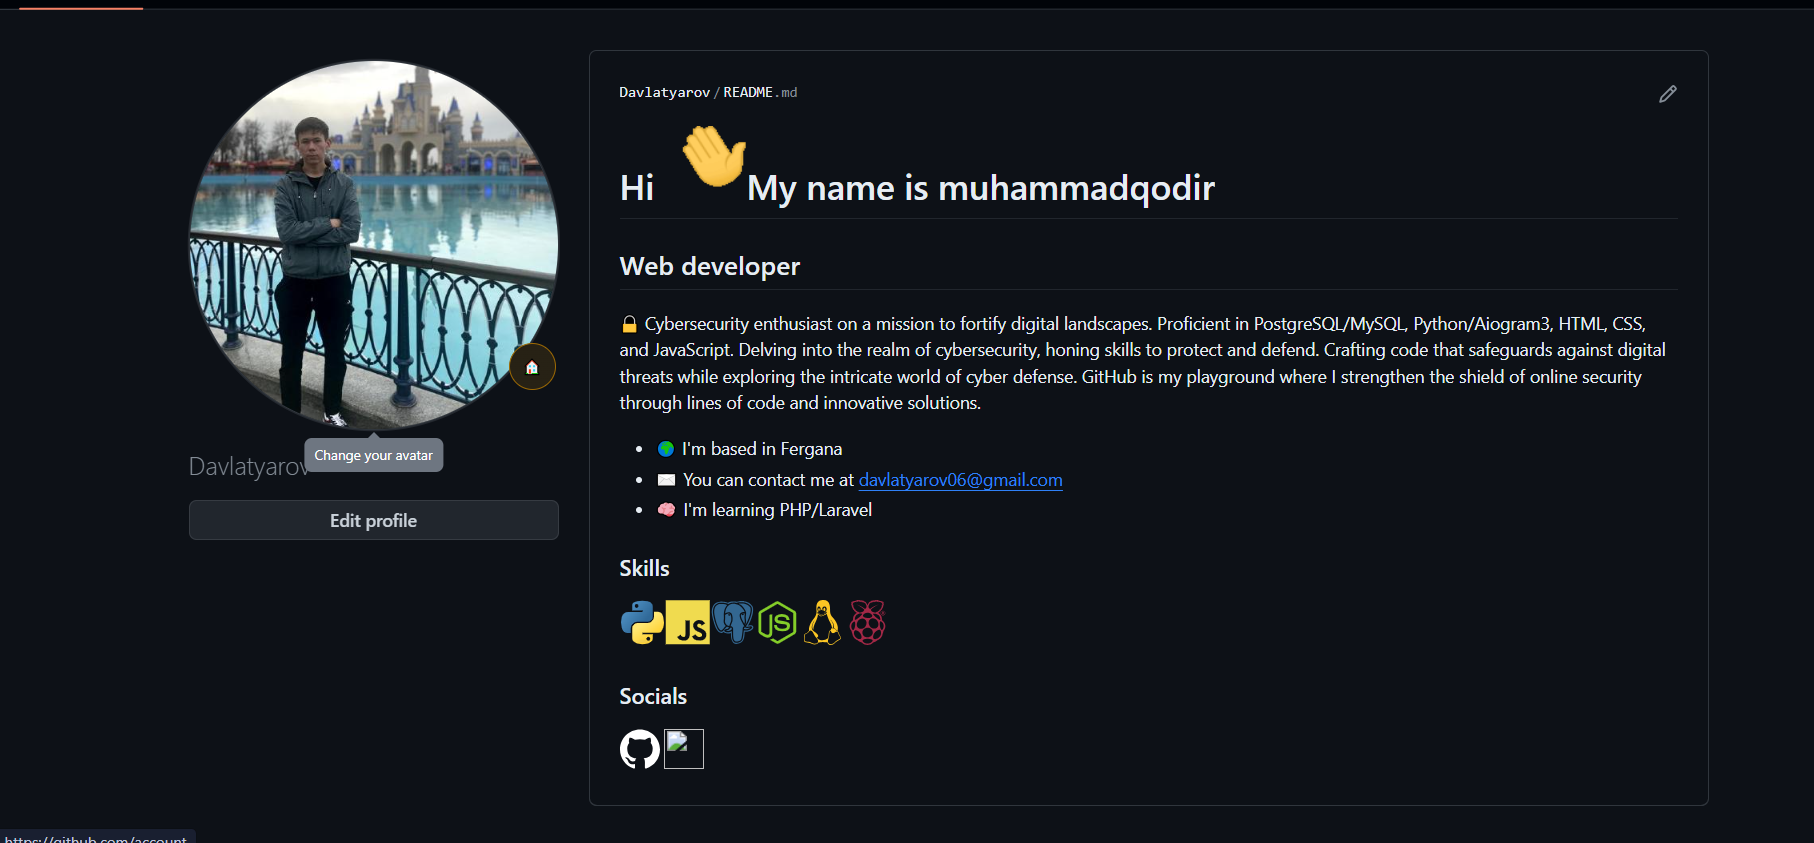 Davlatyarov/README.md
Hi My name is muhammadqodir
Web developer
Cybersecurity enthusiast on a mission to fortify digital landscapes. Proficient in PostgreSQL/MySQL, Python/Aiogram3, HTML, CSS,
and JavaScript. Delving into the realm of cybersecurity, honing skills to protect and defend. Crafting code that safeguards against digital
threats while exploring the intricate world of cyber defense. GitHub is my playground where I strengthen the shield of online security
through lines of code and innovative solutions.
I'm based in Fergana
You can contact me at davlatyarov06@gmail.com
I'm learning PHP/Laravel
Skills
JS
JS
Socials
Change your avatar
Davlatyarov
Edit profile
https://github.com/account